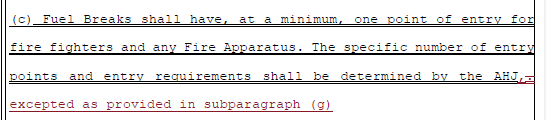 (c) Fuel Breaks shall have, at a minimum, one point of entry for
fire fighters and any Fire Apparatus. The specific number of entry
points and entry requirements shall be determined by the AHJ,.
excepted as provided in subparagraph (g)